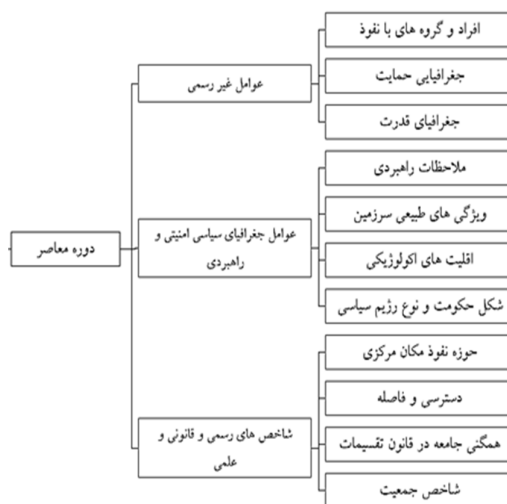 دوره معاصر
عوامل غیر رسمی
افراد و گروه های با نفوذ
جغرافیایی حمایت
جغرافیای قدرت
عوامل جغرافیای سیاسی امنیتی و
راهبردی
ملاحظات راهبردی
ویژگی های طبیعی سرزمین
اقلیت های اکولوژیکی
شکل حکومت و نوع رژیم سیاسی
شاخص های رسمی و قانونی و
علمی
حوزه نفوذ مکان مرکزی
دسترسی و فاصله
همگنی جامعه در قانون تقسیمات
شاخص جمعیت